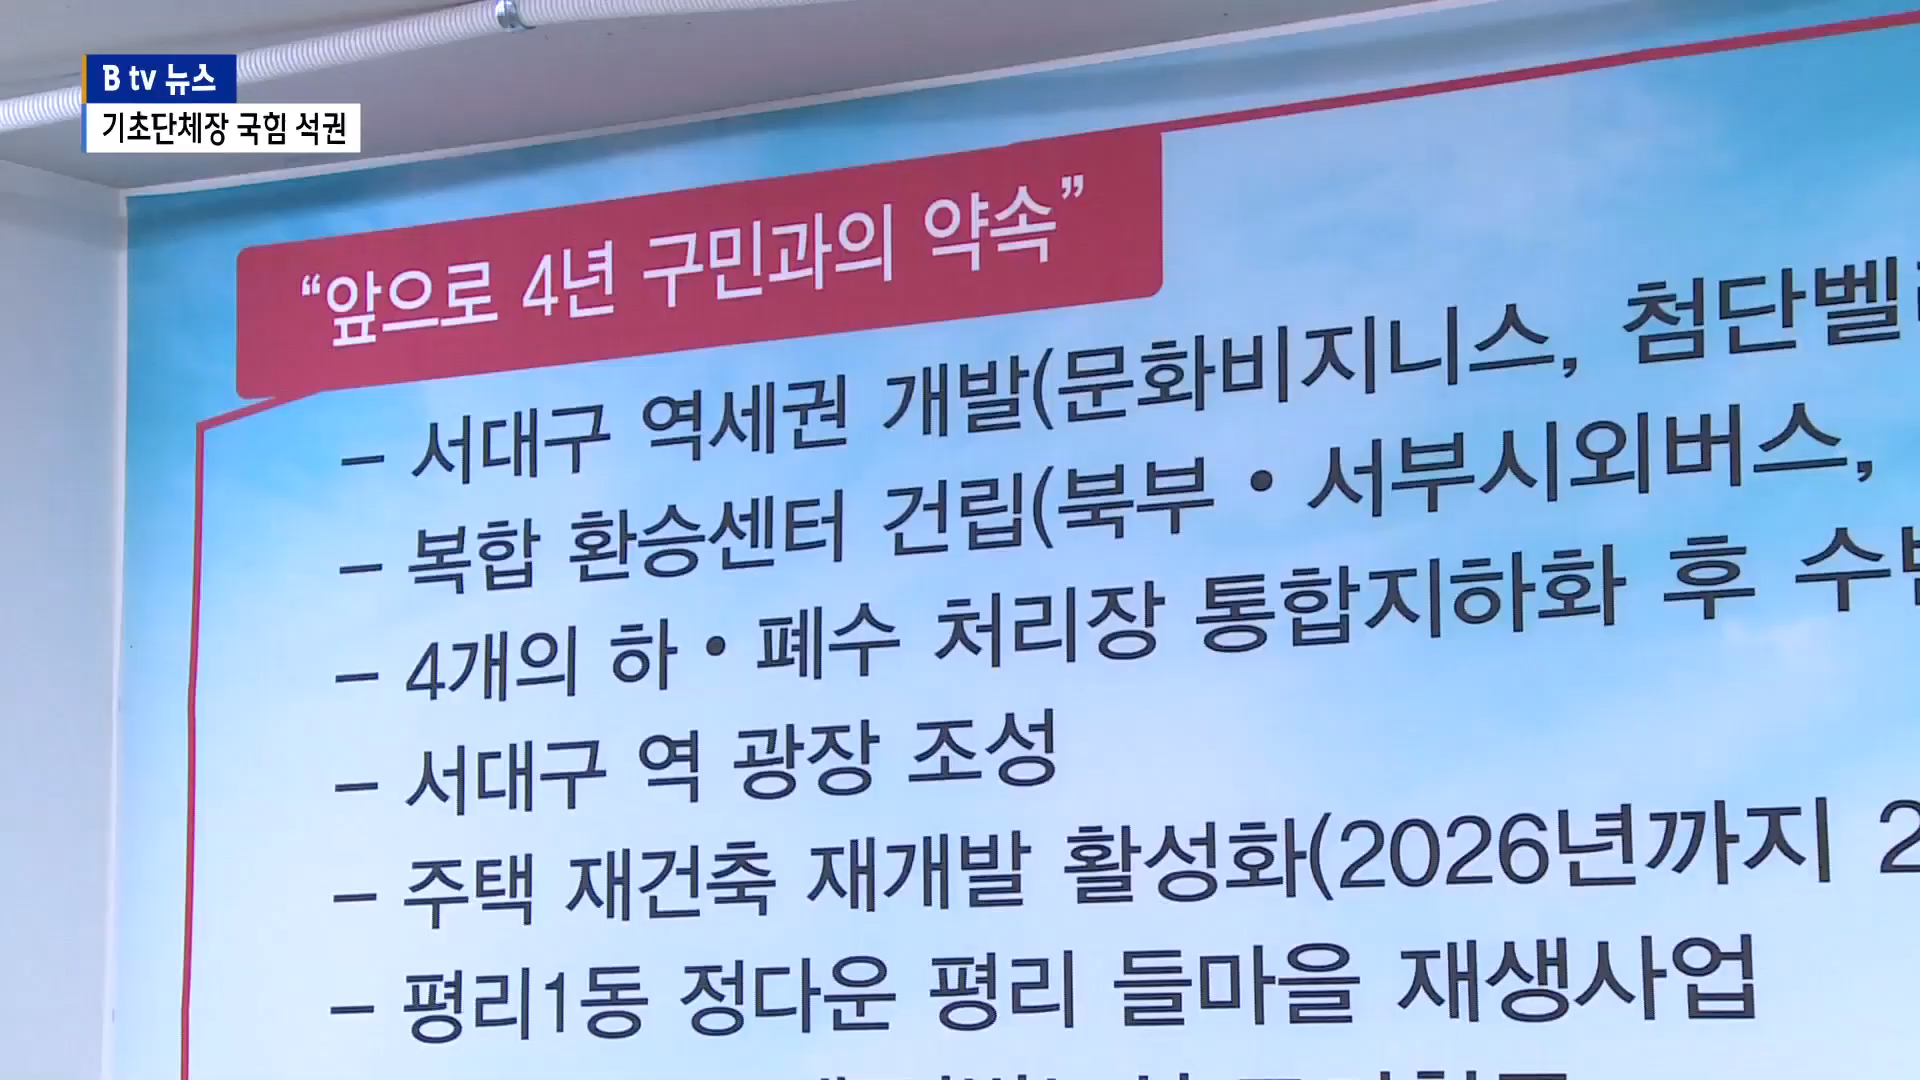 B tv 뉴스
기초단체장 국힘 석권
“앞으로 4년 구민과의 약속”
- 서대구 역세권 개발(문화비지니스, 첨단벨
- 복합 환승센터 건립(북부·서부시외버스,
- 4개의 하·폐수 처리장 통합지하화 후
- 서대구 역 광장 조성
- 주택 재건축 재개발 활성화(2026년까지 2
- 평리1동 정다운 평리 들마을 재생사업